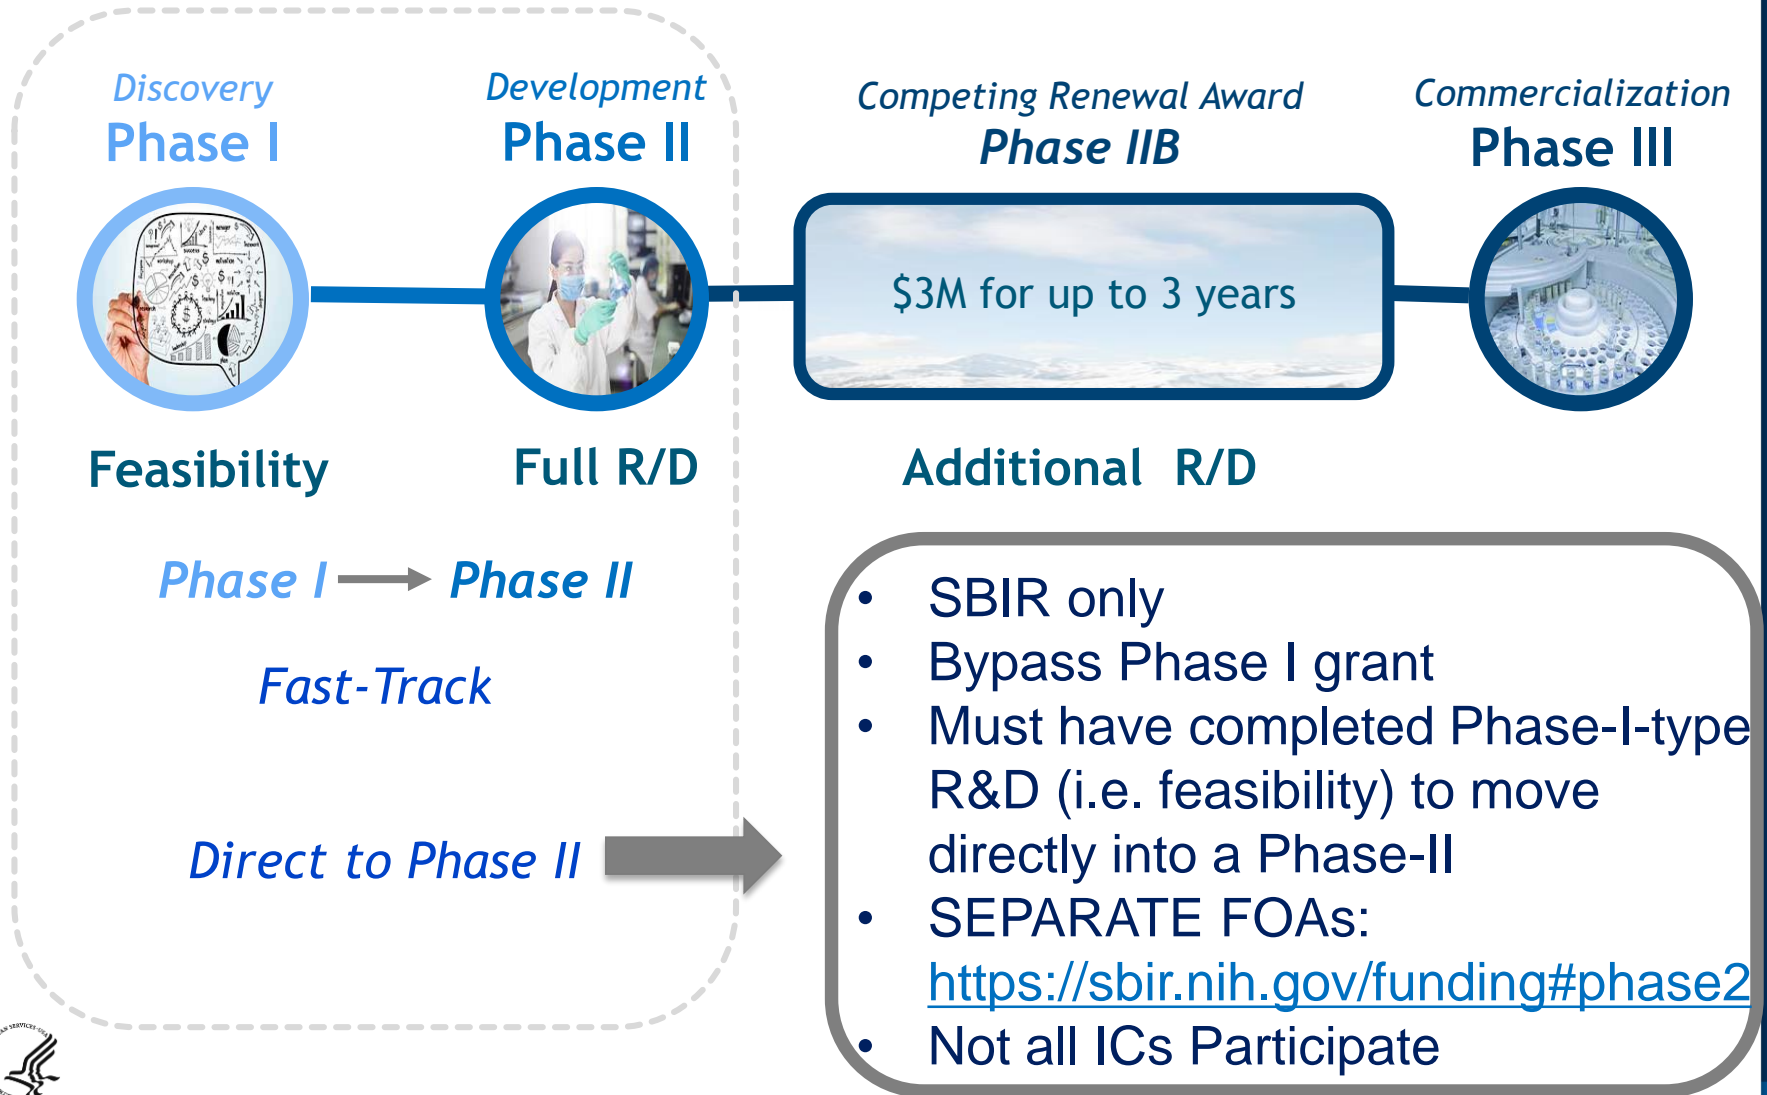 Discovery
Phase I
Development
Phase II
Competing Renewal Award
Phase IIB
Commercialization
Phase III
$3M for up to 3 years
Feasibility
Full R/D
Additional R/D
Phase I
Phase II
Fast-Track
Direct to Phase II
• SBIR only
• Bypass Phase I grant
• Must have completed Phase-I-type
R&D (i.e. feasibility) to move
directly into a Phase-II
• SEPARATE FOAs:
https://sbir.nih.gov/funding#phase2
• Not all ICs Participate